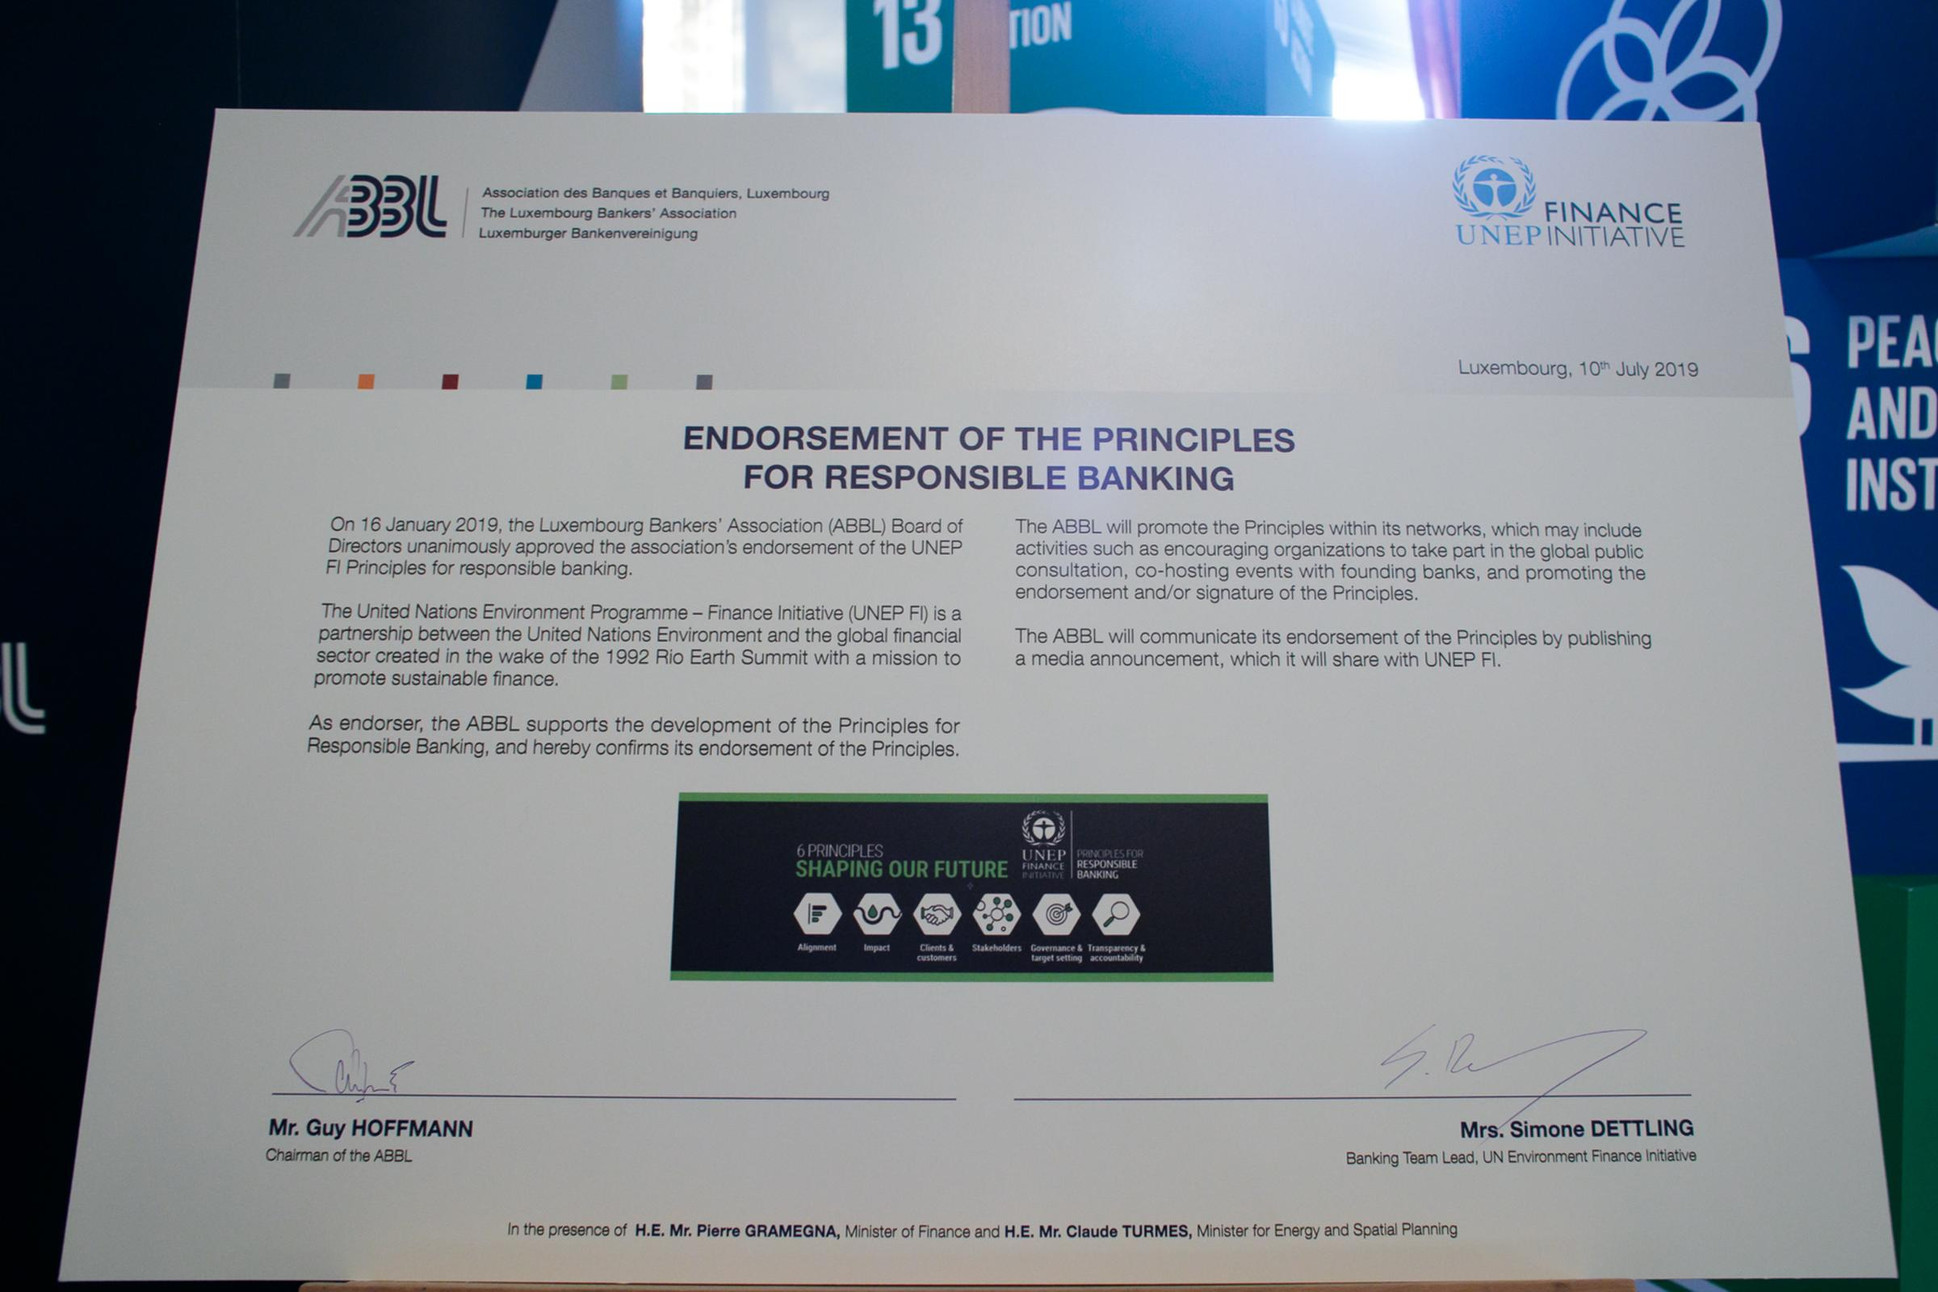 13
TION
ABBL
Association des Banques et Banquiers, Luxembourg
The Luxembourg Bankers' Association
Luxemburger Bankenvereinigung
FINANCE
UNEP INITIATIVE
Luxembourg, 10th July 2019
ENDORSEMENT OF THE PRINCIPLES
FOR RESPONSIBLE BANKING
On 16 January 2019, the Luxembourg Bankers' Association (ABBL) Board of
Directors unanimously approved the association's endorsement of the UNEP
FI Principles for responsible banking.
The United Nations Environment Programme – Finance Initiative (UNEP FI) is a
partnership between the United Nations Environment and the global financial
sector created in the wake of the 1992 Rio Earth Summit with a mission to
promote sustainable finance.
As endorser, the ABBL supports the development of the Principles for
Responsible Banking, and hereby confirms its endorsement of the Principles.
The ABBL will promote the Principles within its networks, which may include
activities such as encouraging organizations to take part in the global public
consultation, co-hosting events with founding banks, and promoting the
endorsement and/or signature of the Principles.
The ABBL will communicate its endorsement of the Principles by publishing
a media announcement, which it will share with UNEP FI.
6 PRINCIPLES
SHAPING OUR FUTURE
UNEP
FINANCE
INITIATIVE
PRINCIPLES FOR
RESPONSIBLE
BANKING
Alignment
Impact
Clients &
customers
Stakeholders
Governance &
target setting
Transparency &
accountability
Mr. Guy HOFFMANN
Chairman of the ABBL
Mrs. Simone DETTLING
Banking Team Lead, UN Environment Finance Initiative
In the presence of H.E. Mr. Pierre GRAMEGNA, Minister of Finance and H.E. Mr. Claude TURMES, Minister for Energy and Spatial Planning
PEA
AND
INST